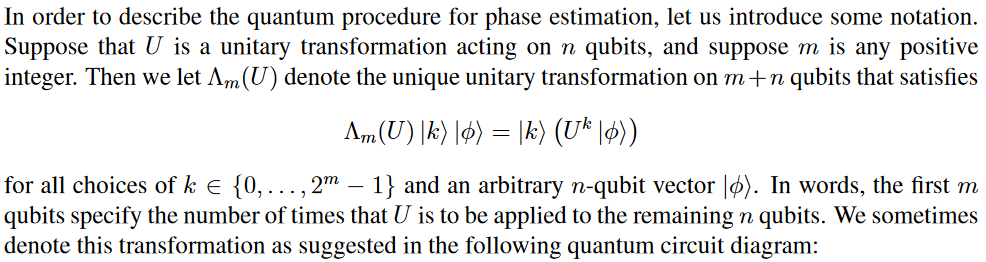 In order to describe the quantum procedure for phase estimation, let us introduce some notation.
Suppose that U is a unitary transformation acting on n qubits, and suppose m is any positive
integer. Then we let Λₘ(U) denote the unique unitary transformation on m+n qubits that satisfies
Λₘ(U) |k⟩ |ϕ⟩ = |k⟩ (Uᵏ |ϕ⟩)
for all choices of k ∈ {0, . . . , 2ᵐ − 1} and an arbitrary n-qubit vector |ϕ⟩. In words, the first m
qubits specify the number of times that U is to be applied to the remaining n qubits. We sometimes
denote this transformation as suggested in the following quantum circuit diagram: